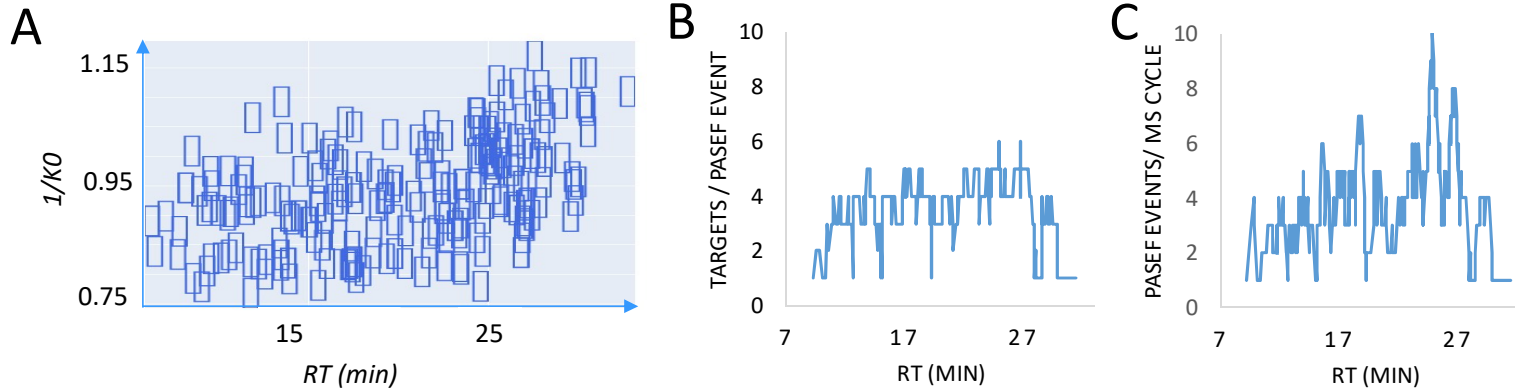 A
1.15
0.95
0.75
1/K0
15
25
RT (min)
B
10
8
6
4
2
0
TARGETS / PASEF EVENT
7
17
27
RT (MIN)
C
10
8
6
4
2
0
PASEF EVENTS/ MS CYCLE
7
17
27
RT (MIN)